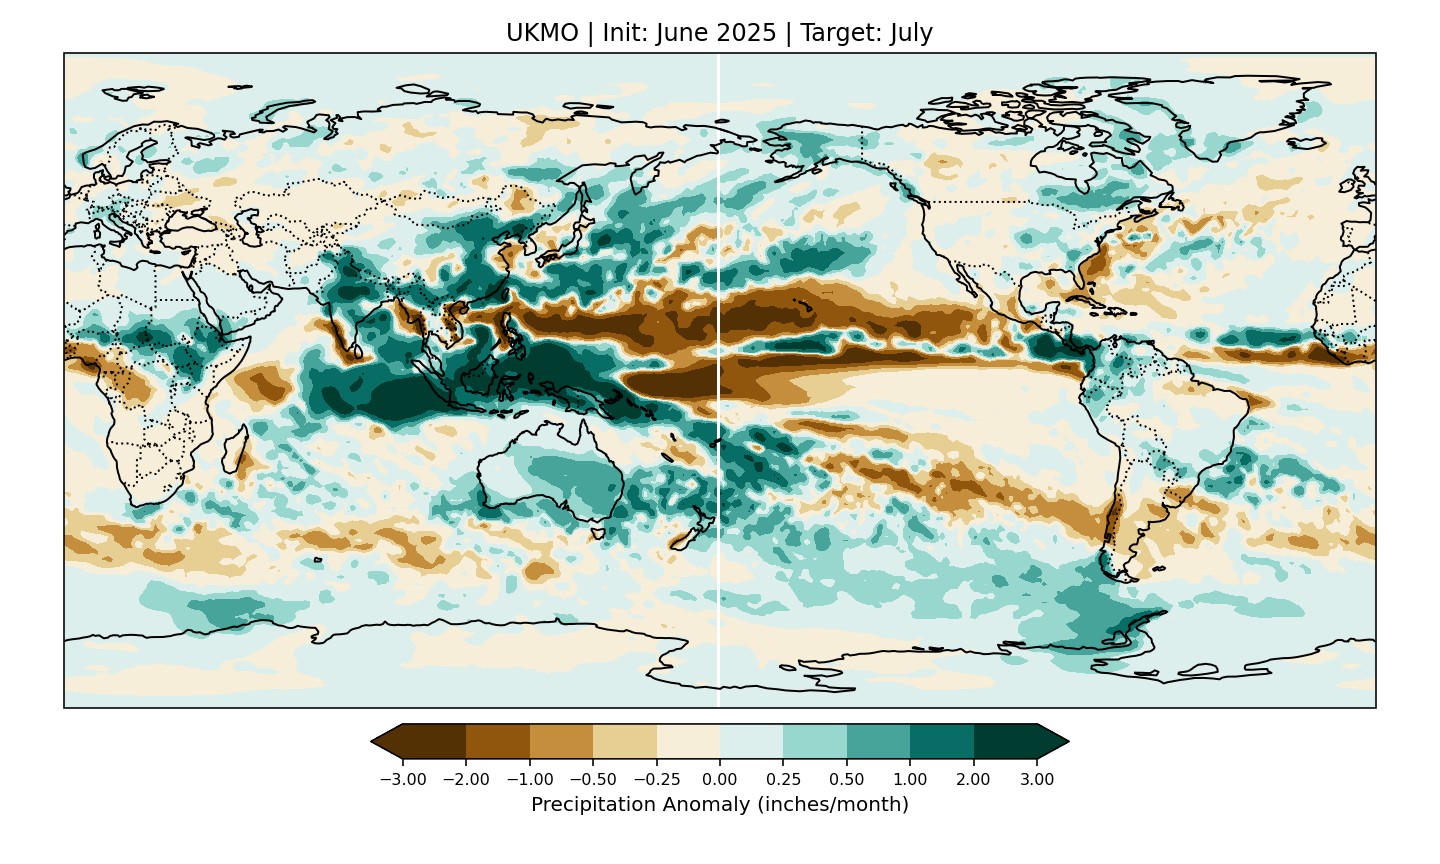 UKMO | Init: June 2025 | Target: July
−3.00 −2.00 −1.00 −0.50 −0.25 0.00 0.25 0.50 1.00 2.00 3.00
Precipitation Anomaly (inches/month)